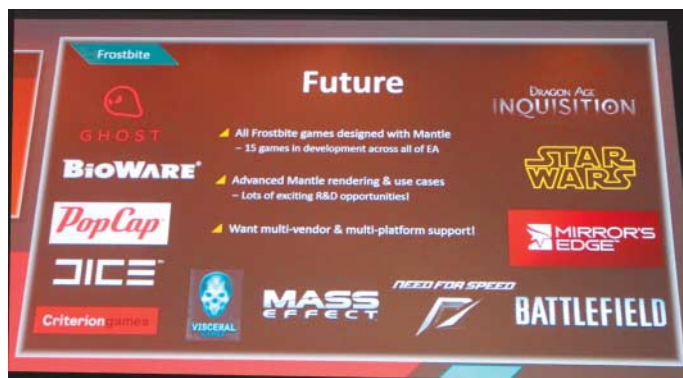 Frostbite
Future
GHOST
BIOWARE®
PopCap
DICE™
Criterion games
All Frostbite games designed with Mantle
– 15 games in development across all of EA
Advanced Mantle rendering & use cases
– Lots of exciting R&D opportunities!
Want multi-vendor & multi-platform support!
DRAGON AGE
INQUISITION
STAR
WARS
MIRROR'S
EDGE™
VISCERAL
MASS
EFFECT
NEED FOR SPEED
BATTLEFIELD